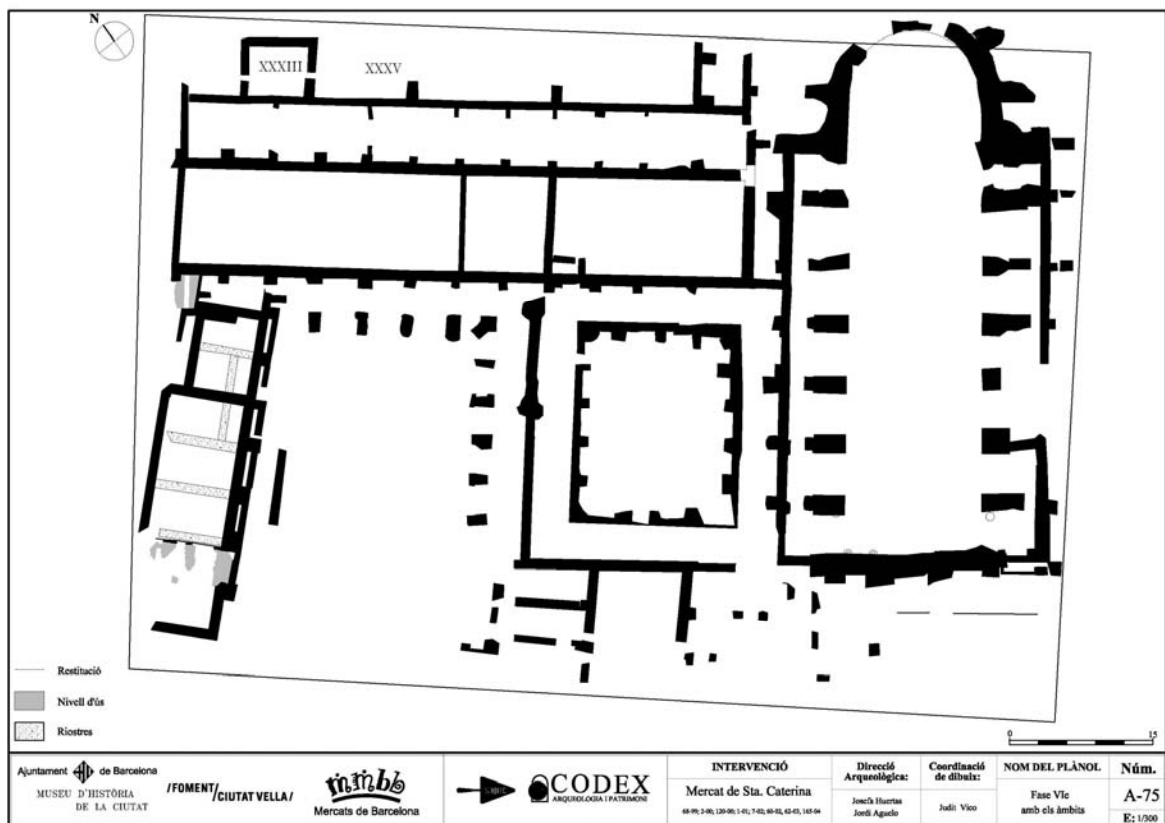 N
XXXIII
XXXV
Restitució
Nivell d'ús
Riostres
0 15
Ajuntament de Barcelona
MUSEU D'HISTÒRIA
DE LA CIUTAT
/FOMENT/CIUTAT VELLA/
Mercats de Barcelona
CODEX
ARQUEOLOGIA I PATRIMONI
INTERVENCIÓ
Mercat de Sta. Caterina
Direcció
Arqueològica:
Josefa Huertas
Jordi Aguelo
Coordinació
de dibuix:
Judit Vico
NOM DEL PLÀNOL
Fase VIe
amb els àmbits
Núm.
A-75
E: 1/300